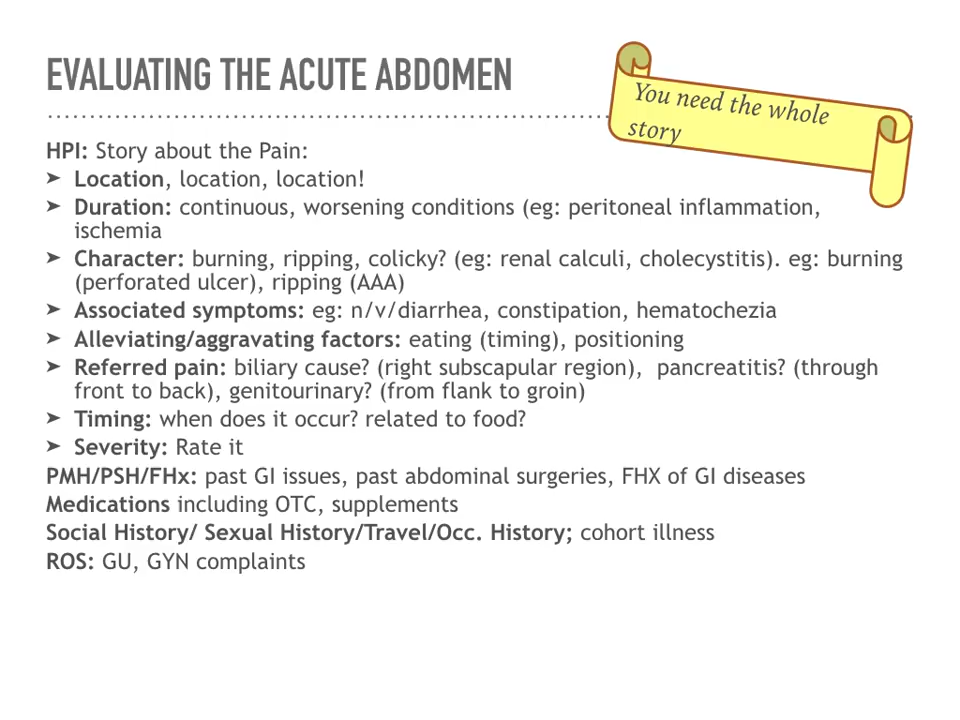 EVALUATING THE ACUTE ABDOMEN
You need the whole
story
HPI: Story about the Pain:
➤ Location, location, location!
➤ Duration: continuous, worsening conditions (eg: peritoneal inflammation,
ischemia
➤ Character: burning, ripping, colicky? (eg: renal calculi, cholecystitis). eg: burning
(perforated ulcer), ripping (AAA)
➤ Associated symptoms: eg: n/v/diarrhea, constipation, hematochezia
➤ Alleviating/aggravating factors: eating (timing), positioning
➤ Referred pain: biliary cause? (right subscapular region),  pancreatitis? (through
front to back), genitourinary? (from flank to groin)
➤ Timing: when does it occur? related to food?
➤ Severity: Rate it
PMH/PSH/FHx: past GI issues, past abdominal surgeries, FHX of GI diseases
Medications including OTC, supplements
Social History/ Sexual History/Travel/Occ. History; cohort illness
ROS: GU, GYN complaints